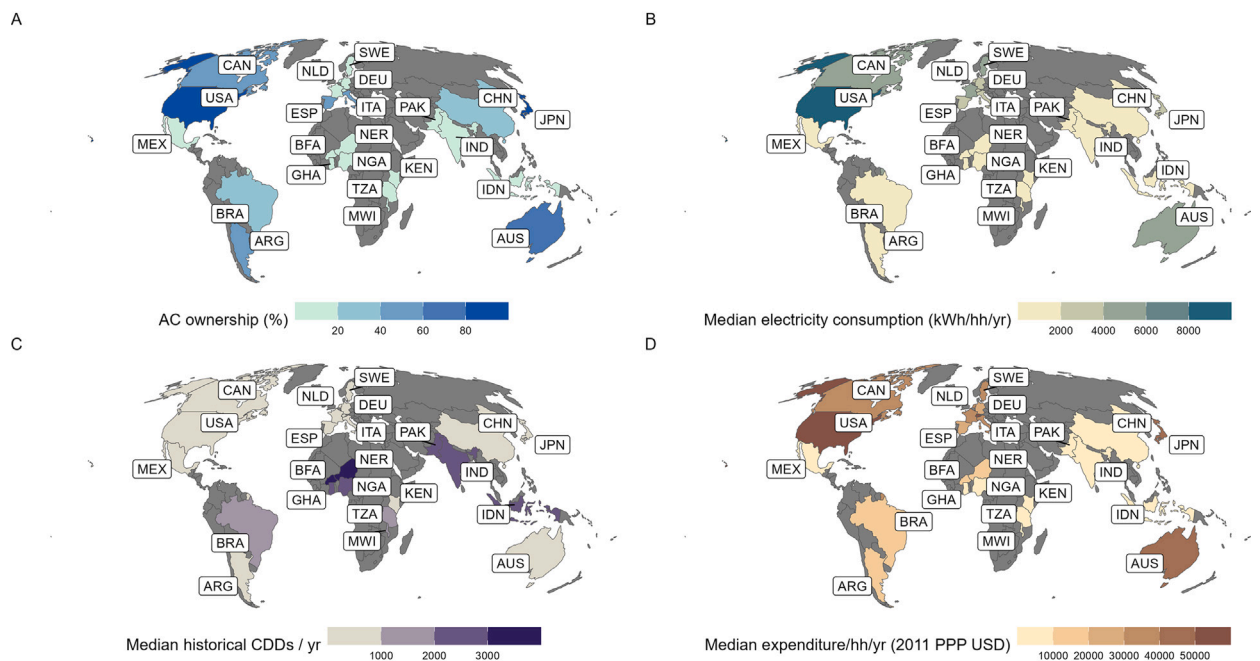 A
CAN
SWE
NLD
DEU
USA
ESP
ITA
PAK
CHN
JPN
MEX
BFA
NER
IND
GHA
NGA
KEN
TZA
IDN
BRA
MWI
ARG
AUS
AC ownership (%)
20 40 60 80
B
CAN
SWE
NLD
DEU
USA
ESP
ITA
PAK
CHN
JPN
MEX
BFA
NER
IND
GHA
NGA
KEN
IDN
TZA
BRA
MWI
AUS
ARG
Median electricity consumption (kWh/hh/yr)
2000 4000 6000 8000
C
CAN
SWE
NLD
DEU
USA
ESP
ITA
PAK
CHN
JPN
MEX
BFA
NER
IND
GHA
NGA
KEN
TZA
IDN
BRA
MWI
AUS
ARG
Median historical CDDs / yr
1000 2000 3000
D
CAN
SWE
NLD
DEU
USA
ESP
ITA
PAK
CHN
JPN
MEX
BFA
NER
IND
GHA
NGA
KEN
TZA
IDN
BRA
MWI
AUS
ARG
Median expenditure/hh/yr (2011 PPP USD)
10000 20000 30000 40000 50000